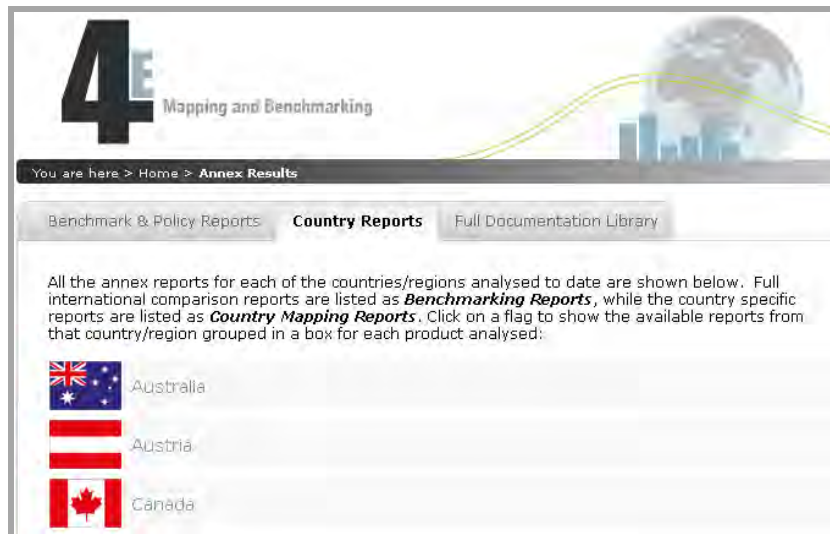 4E
Mapping and Benchmarking
You are here > Home > Annex Results
Benchmark & Policy Reports Country Reports Full Documentation Library
All the annex reports for each of the countries/regions analysed to date are shown below. Full
international comparison reports are listed as Benchmarking Reports, while the country specific
reports are listed as Country Mapping Reports. Click on a flag to show the available reports from
that country/region grouped in a box for each product analysed:
Australia
Austria
Canada